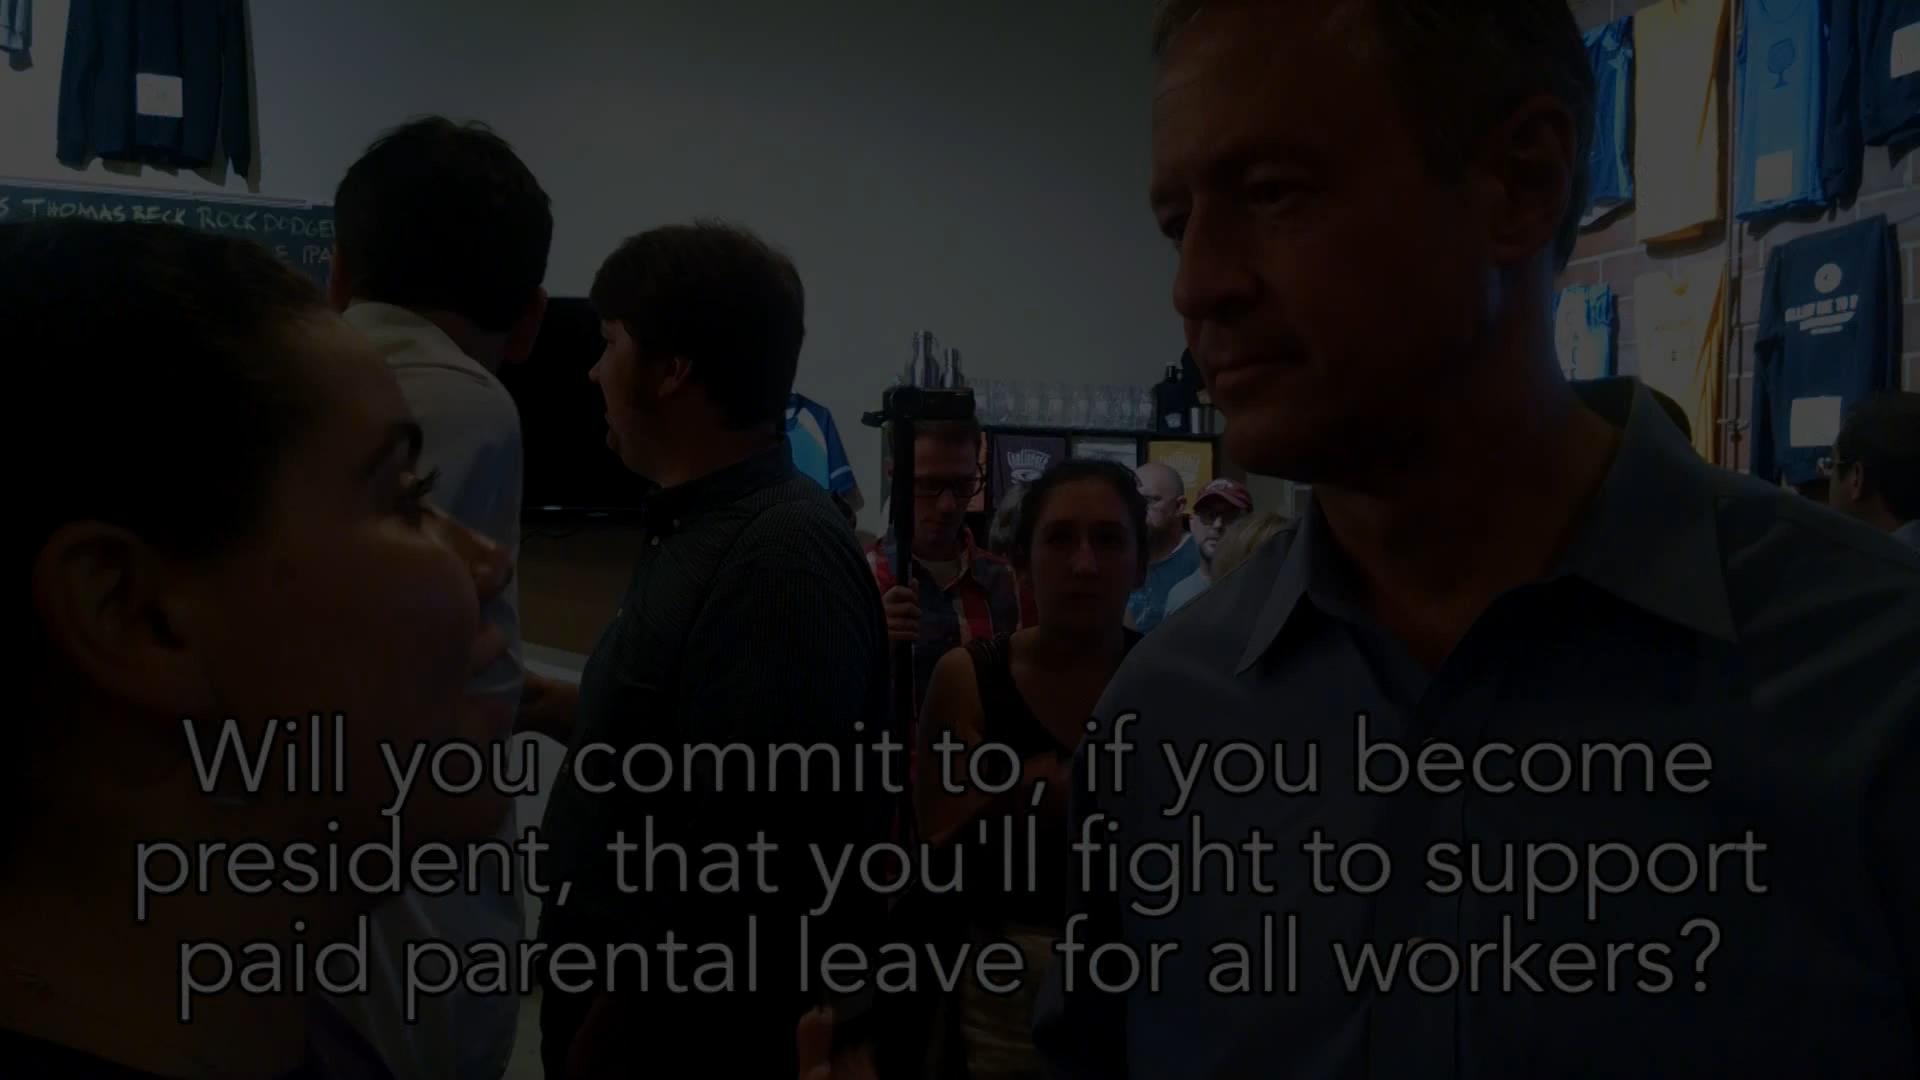 THOMAS BECK ROCK DODGE
Will you commit to, if you become
president, that you'll fight to support
paid parental leave for all workers?